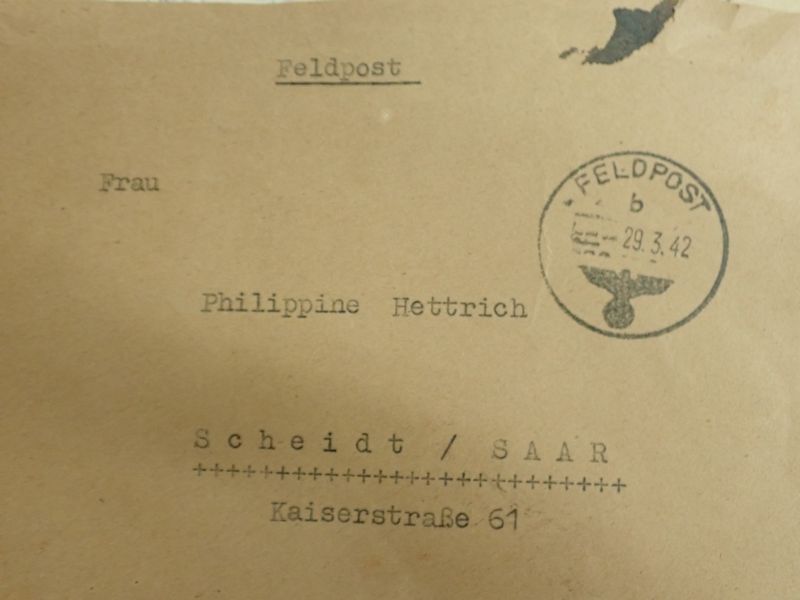 Feldpost
FELDPOST
b
29.3.42
Frau
Philippine Hettrich
Scheidt / SAAR
++++++++++++++++++++++++++
Kaiserstraße 61